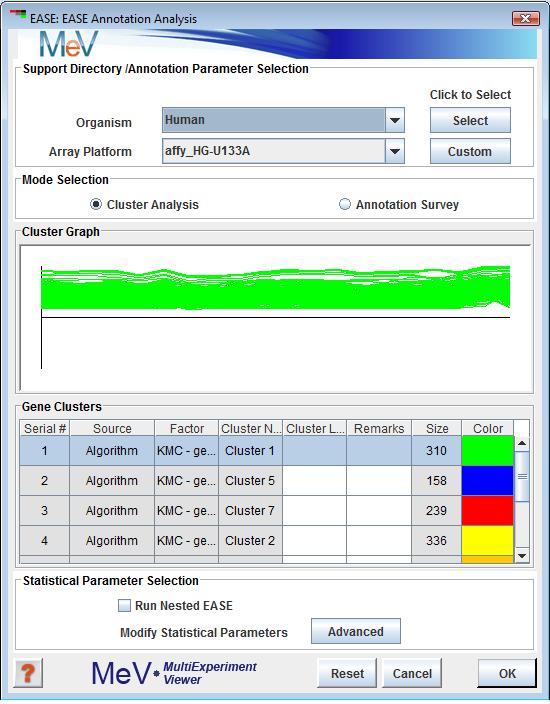 EASE: EASE Annotation Analysis
MeV
Support Directory /Annotation Parameter Selection
Click to Select
Organism Human Select
Array Platform affy_HG-U133A Custom
Mode Selection
Cluster Analysis Annotation Survey
Cluster Graph
Gene Clusters
Serial # Source Factor Cluster N... Cluster L... Remarks Size Color
1 Algorithm KMC - ge... Cluster 1 310
2 Algorithm KMC - ge... Cluster 5 158
3 Algorithm KMC - ge... Cluster 7 239
4 Algorithm KMC - ge... Cluster 2 336
Statistical Parameter Selection
Run Nested EASE
Modify Statistical Parameters Advanced
? MeV MultiExperiment Viewer Reset Cancel OK